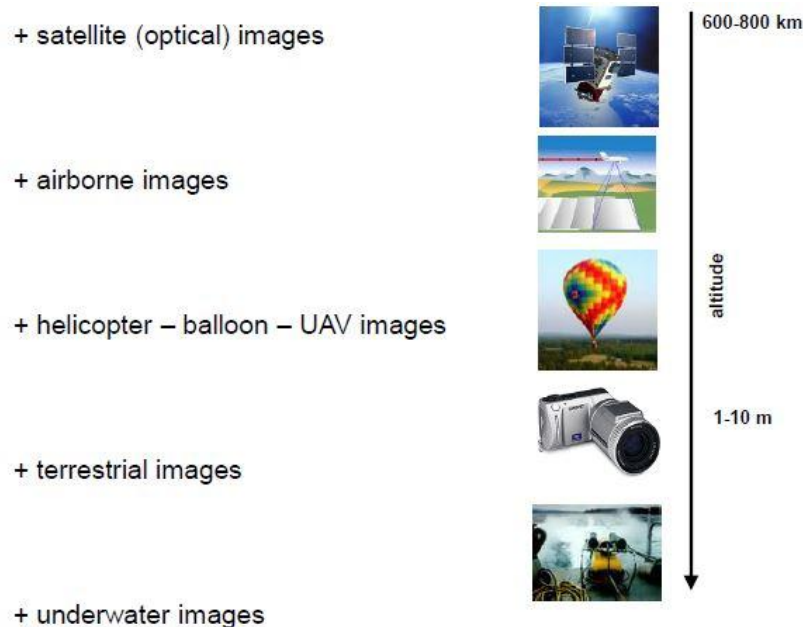 + satellite (optical) images
600-800 km
+ airborne images
altitude
+ helicopter – balloon – UAV images
1-10 m
+ terrestrial images
+ underwater images